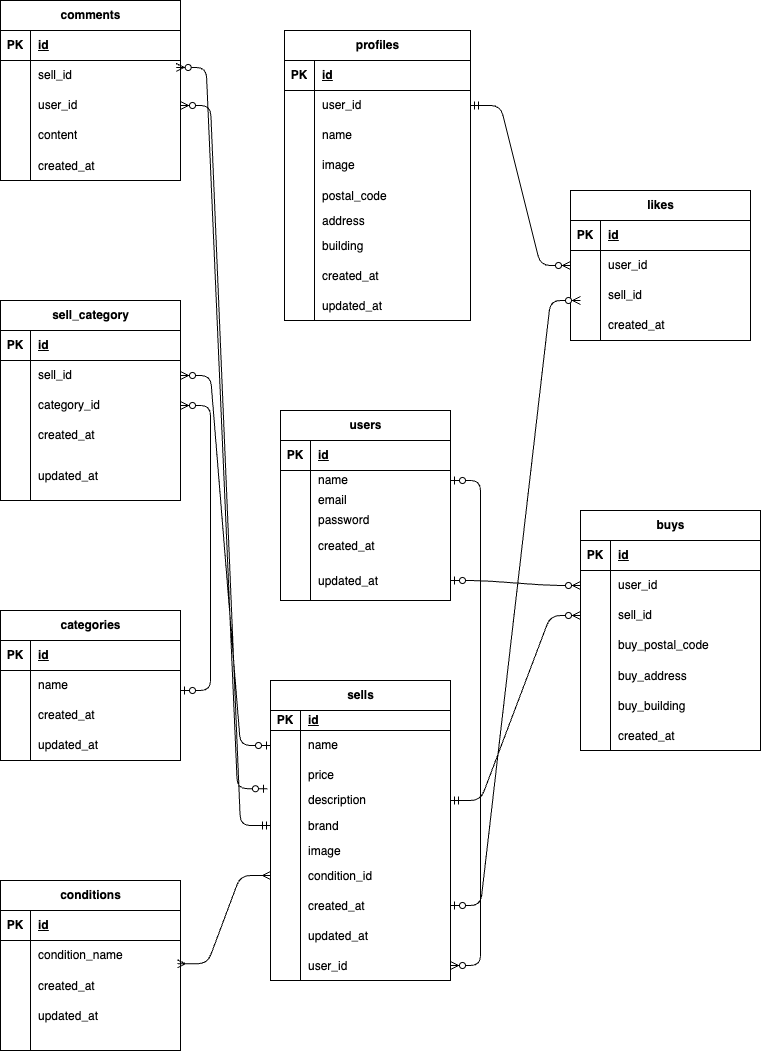 comments
PK id
sell_id
user_id
content
created_at
profiles
PK id
user_id
name
image
postal_code
address
building
created_at
updated_at
likes
PK id
user_id
sell_id
created_at
sell_category
PK id
sell_id
category_id
created_at
updated_at
users
PK id
name
email
password
created_at
updated_at
buys
PK id
user_id
sell_id
buy_postal_code
buy_address
buy_building
created_at
categories
PK id
name
created_at
updated_at
sells
PK id
name
price
description
brand
image
condition_id
created_at
updated_at
user_id
conditions
PK id
condition_name
created_at
updated_at